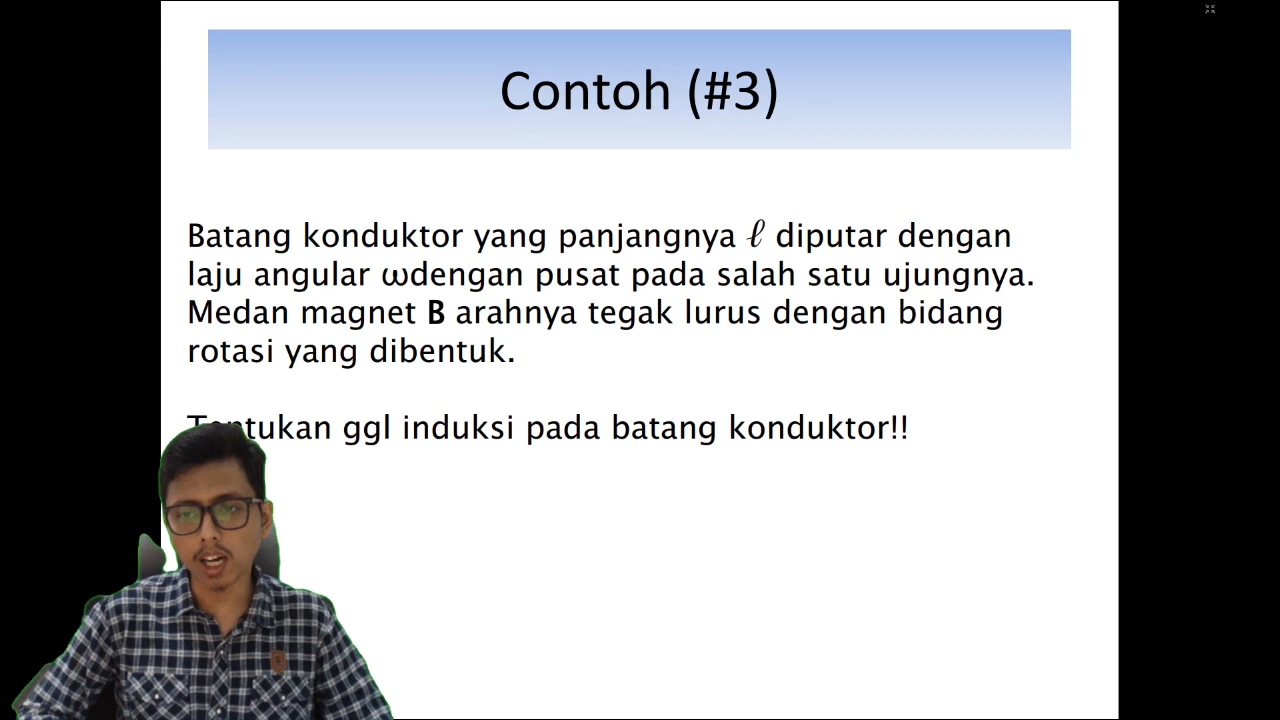 Contoh (#3)
Batang konduktor yang panjangnya ℓ diputar dengan
laju angular ωdengan pusat pada salah satu ujungnya.
Medan magnet B arahnya tegak lurus dengan bidang
rotasi yang dibentuk.
Tentukan ggl induksi pada batang konduktor!!